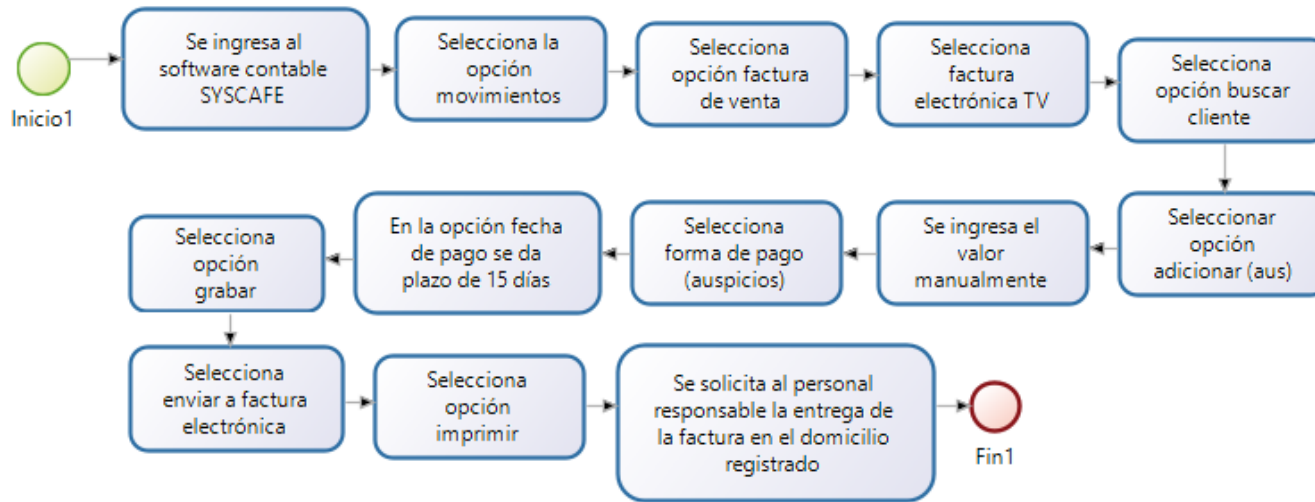 Inicio1
Se ingresa al
software contable
SYSCAFE
Selecciona la
opción
movimientos
Selecciona
opción factura
de venta
Selecciona
factura
electrónica TV
Selecciona
opción buscar
cliente
Seleccionar
opción
adicionar (aus)
Se ingresa el
valor
manualmente
Selecciona
forma de pago
(auspicios)
En la opción fecha
de pago se da
plazo de 15 días
Selecciona
opción
grabar
Selecciona
enviar a factura
electrónica
Selecciona
opción
imprimir
Se solicita al personal
responsable la entrega de
la factura en el domicilio
registrado
Fin1